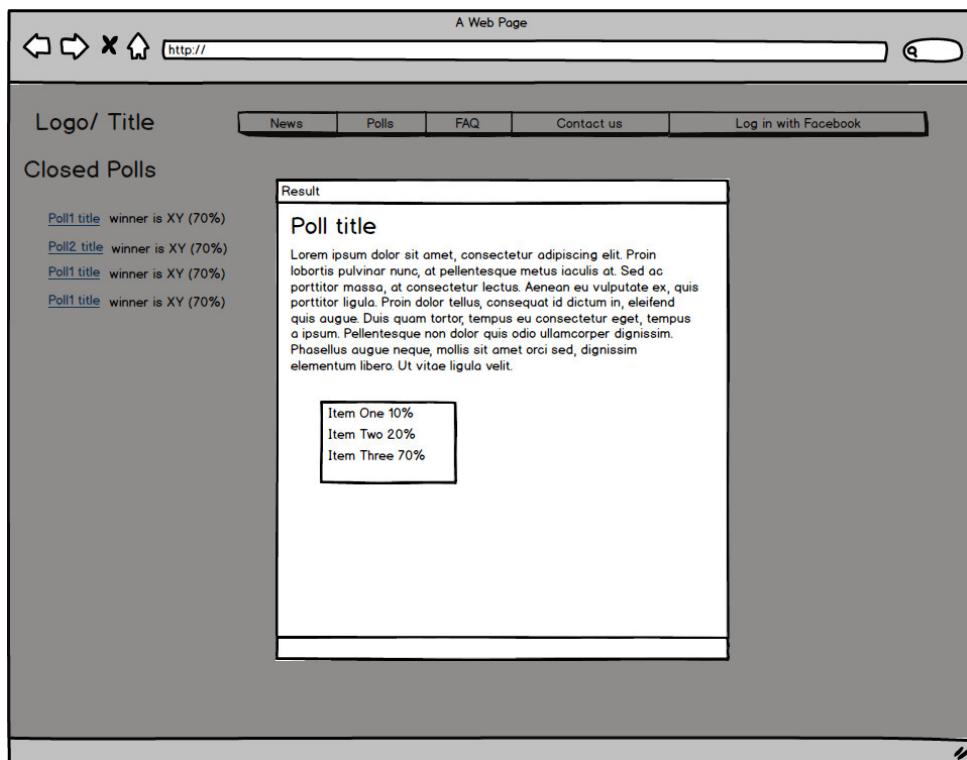 A Web Page
http://
Logo/ Title
News Polls FAQ Contact us Log in with Facebook
Closed Polls
Poll1 title winner is XY (70%)
Poll2 title winner is XY (70%)
Poll1 title winner is XY (70%)
Poll1 title winner is XY (70%)
Result
Poll title
Lorem ipsum dolor sit amet, consectetur adipiscing elit. Proin
lobortis pulvinar nunc, at pellentesque metus iaculis at. Sed ac
porttitor massa, at consectetur lectus. Aenean eu vulputate ex, quis
porttitor ligula. Proin dolor tellus, consequat id dictum in, eleifend
quis augue. Duis quam tortor, tempus eu consectetur eget, tempus
a ipsum. Pellentesque non dolor quis odio ullamcorper dignissim.
Phasellus augue neque, mollis sit amet orci sed, dignissim
elementum libero. Ut vitae ligula velit.
Item One 10%
Item Two 20%
Item Three 70%